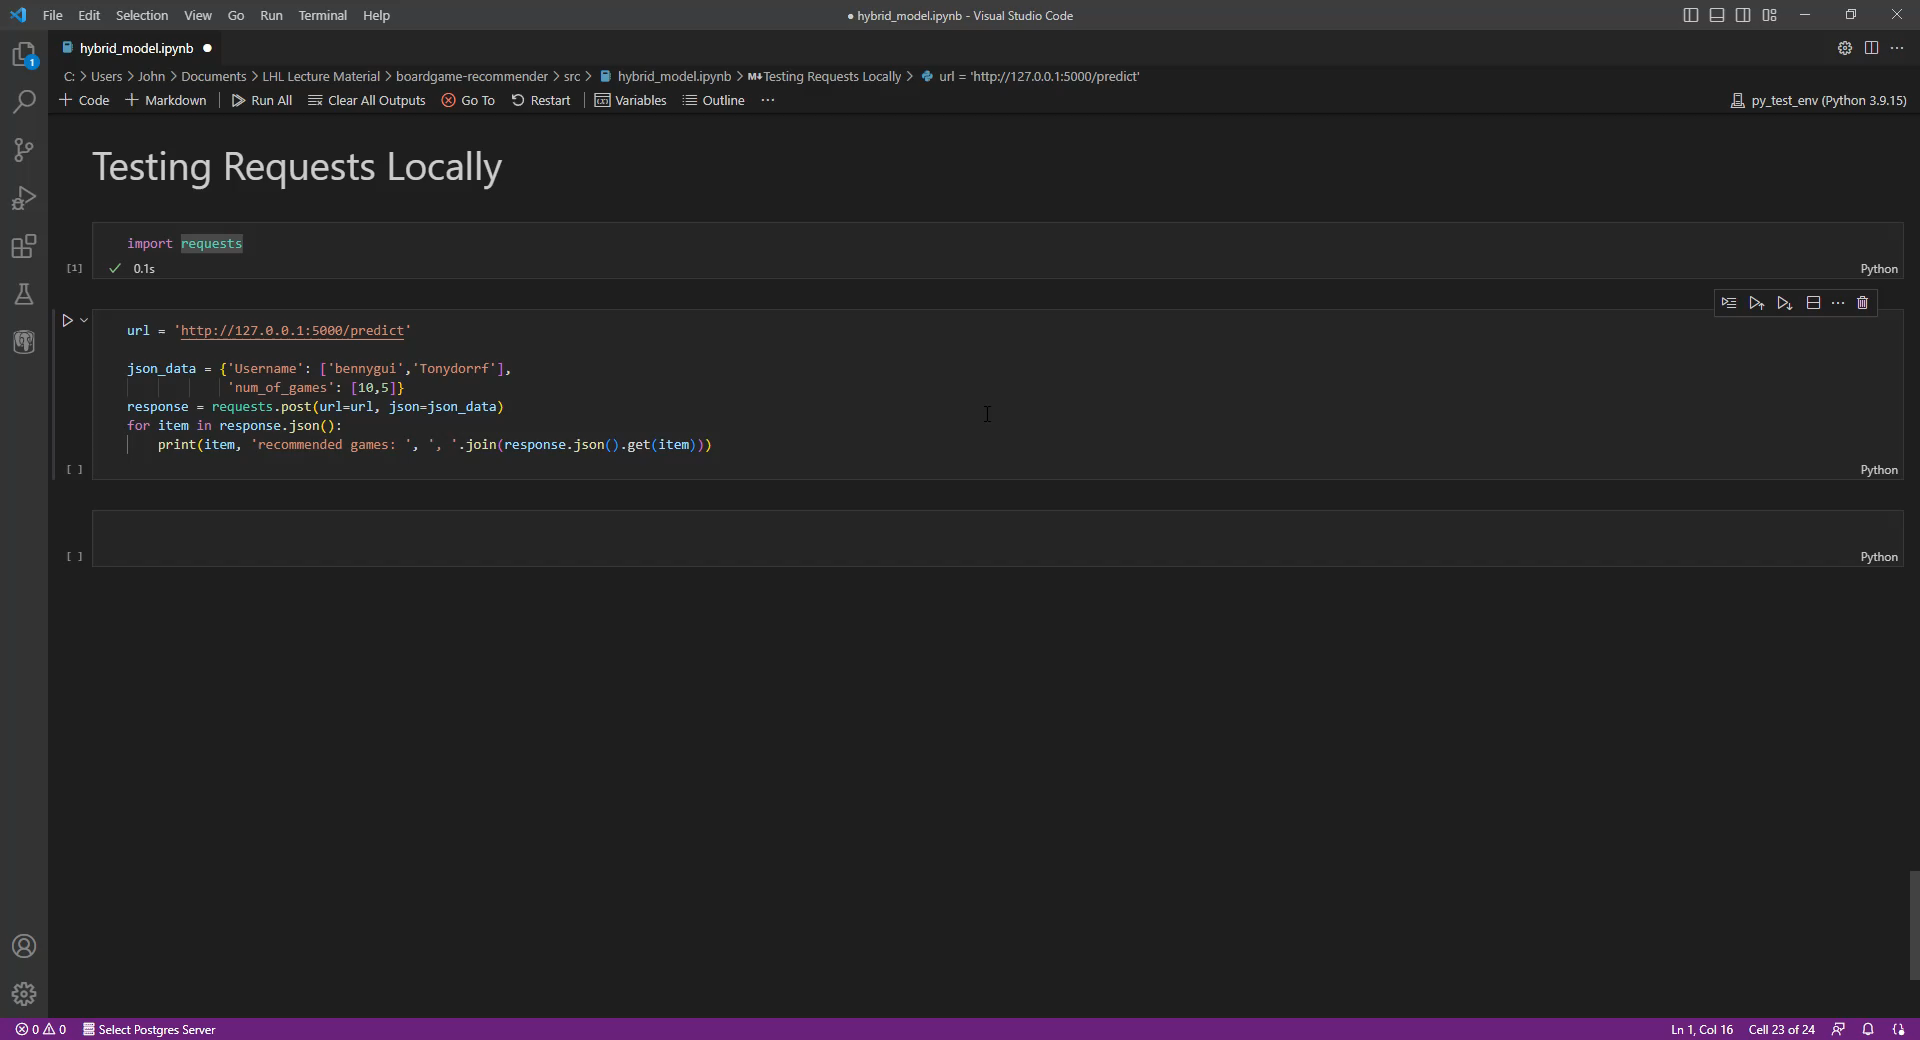 File Edit Selection View Go Run Terminal Help
● hybrid_model.ipynb - Visual Studio Code
hybrid_model.ipynb ●
1
C: > Users > John > Documents > LHL Lecture Material > boardgame-recommender > src > hybrid_model.ipynb > M↓Testing Requests Locally > url = 'http://127.0.0.1:5000/predict'
+ Code + Markdown Run All Clear All Outputs Go To Restart Variables Outline ···
py_test_env (Python 3.9.15)
Testing Requests Locally
import requests
[1] ✓ 0.1s
Python
url = 'http://127.0.0.1:5000/predict'
json_data = {'Username': ['bennygui','Tonydorrf'],
'num_of_games': [10,5]}
response = requests.post(url=url, json=json_data)
for item in response.json():
print(item, 'recommended games: ', ', '.join(response.json().get(item)))
[ ]
Python
[ ]
Python
0 0 Select Postgres Server
Ln 1, Col 16 Cell 23 of 24